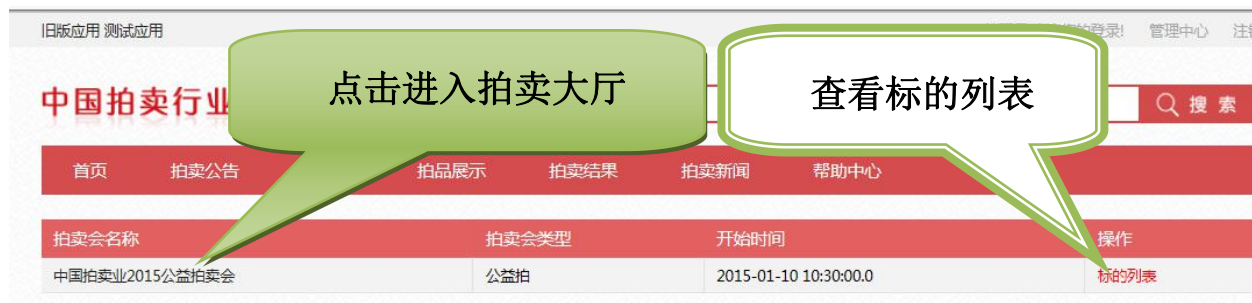 旧版应用 测试应用
的登录! 管理中心 注
中国拍卖行业
点击进入拍卖大厅
查看标的列表
搜 索
首页 拍卖公告 拍品展示 拍卖结果 拍卖新闻 帮助中心
拍卖会名称 拍卖会类型 开始时间 操作
中国拍卖业2015公益拍卖会 公益拍 2015-01-10 10:30:00.0 标的列表